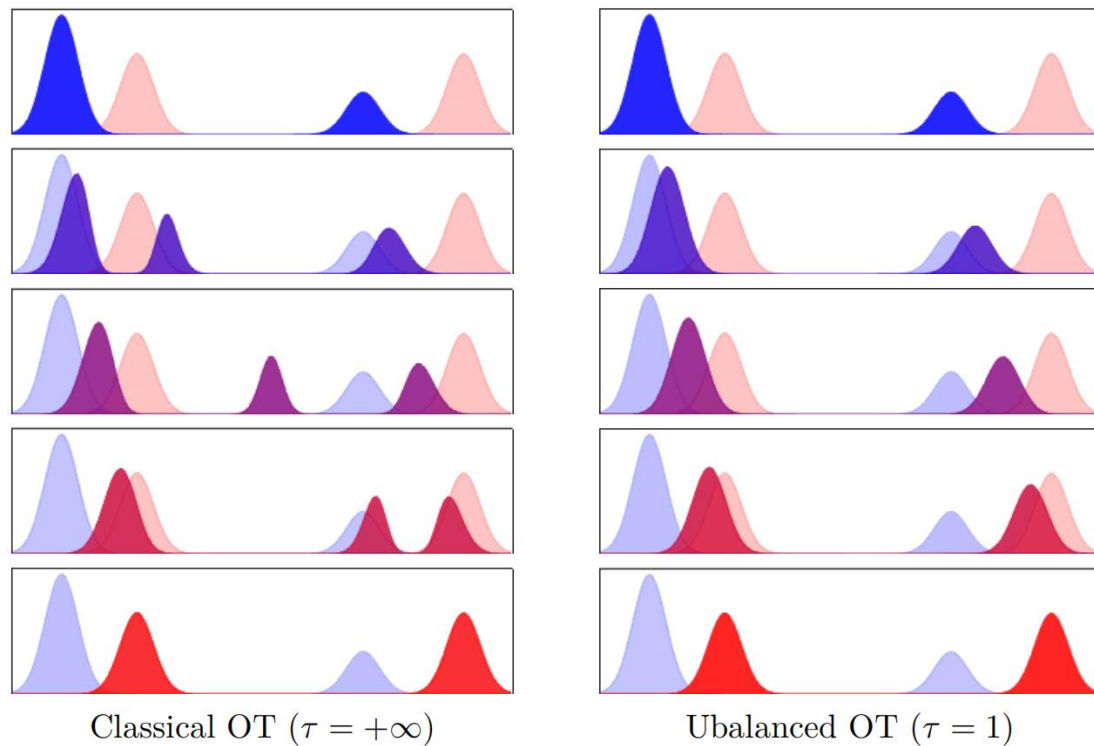 Classical OT (τ = +∞)
Ubalanced OT (τ = 1)